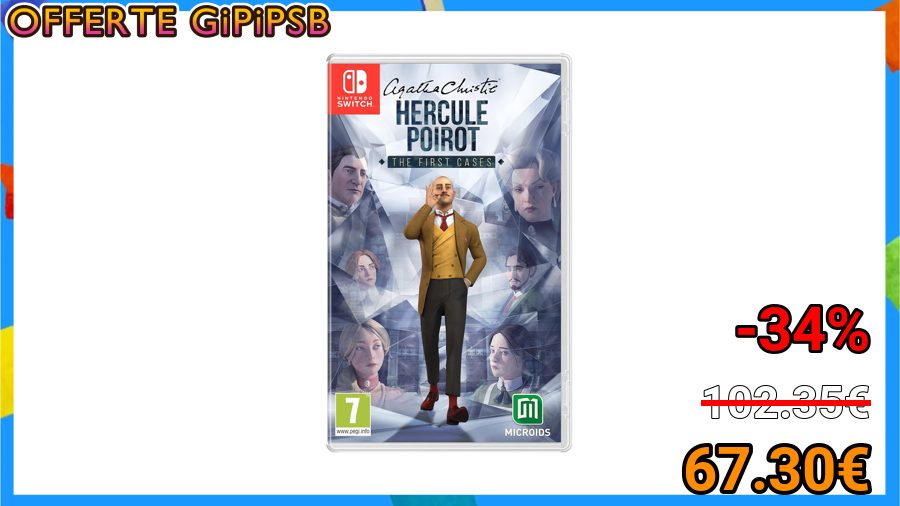 OFFERTE GiPiPSB
NINTENDO
SWITCH
Agatha Christie
HERCULE
POIROT
THE FIRST CASES
7
www.pegi.info
MICROIDS
-34%
102.35€
67.30€